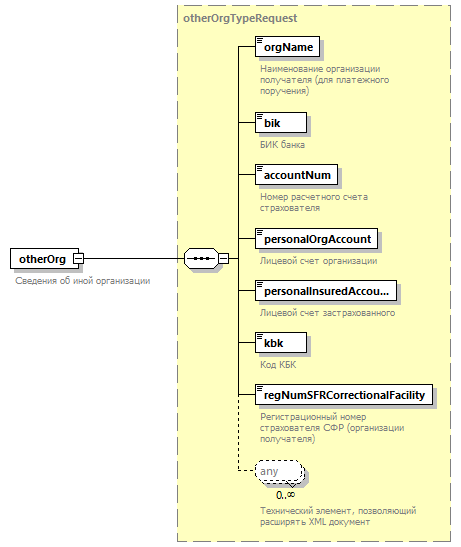 otherOrgTypeRequest
orgName
Наименование организации
получателя (для платежного
поручения)
bik
БИК банка
accountNum
Номер расчетного счета
страхователя
otherOrg
Сведения об иной организации
personalOrgAccount
Лицевой счет организации
personalInsuredAccou...
Лицевой счет застрахованного
kbk
Код КБК
regNumSFRCorrectionalFacility
Регистрационный номер
страхователя СФР (организации
получателя)
any
0..∞
Технический элемент, позволяющий
расширять XML документ